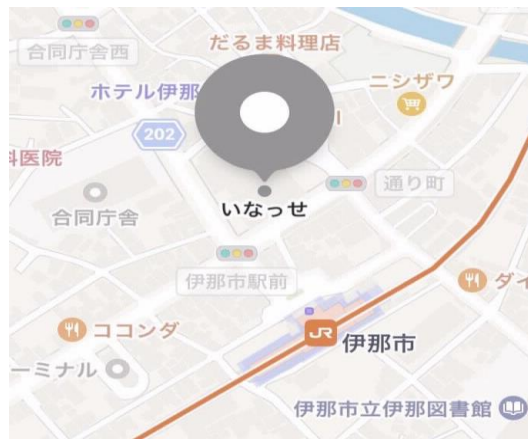 だるま料理店
合同庁舎西
ニシザワ
ホテル伊那
202
科医院
通り町
いなっせ
合同庁舎
伊那市駅前
ダイ
ココンダ
JR
伊那市
ーミナル
伊那市立伊那図書館